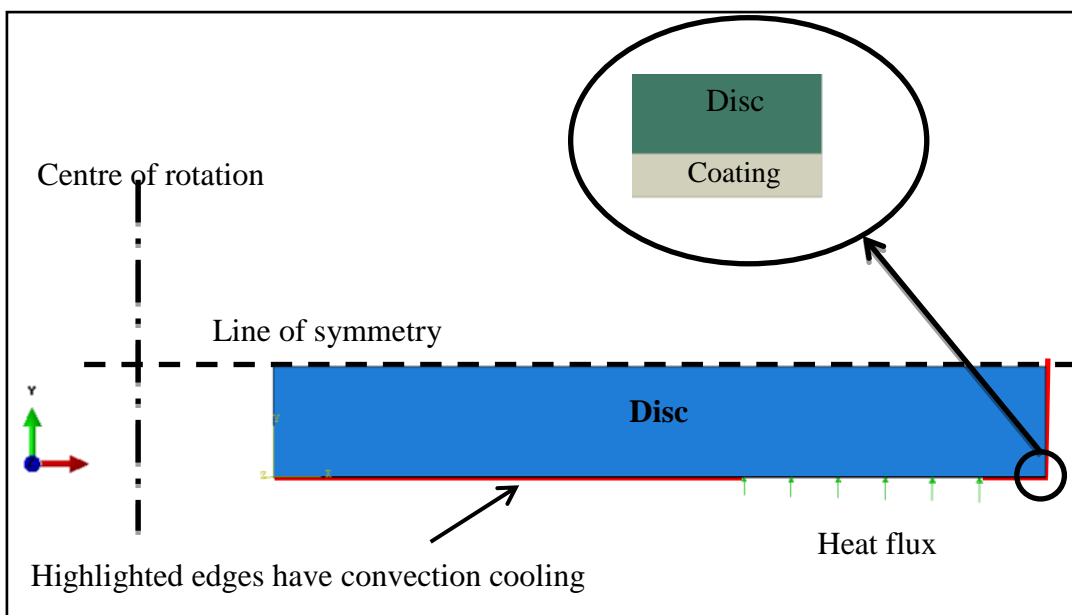 Disc
Coating
Centre of rotation
Line of symmetry
Y
Disc
Y
Z
X
Heat flux
Highlighted edges have convection cooling